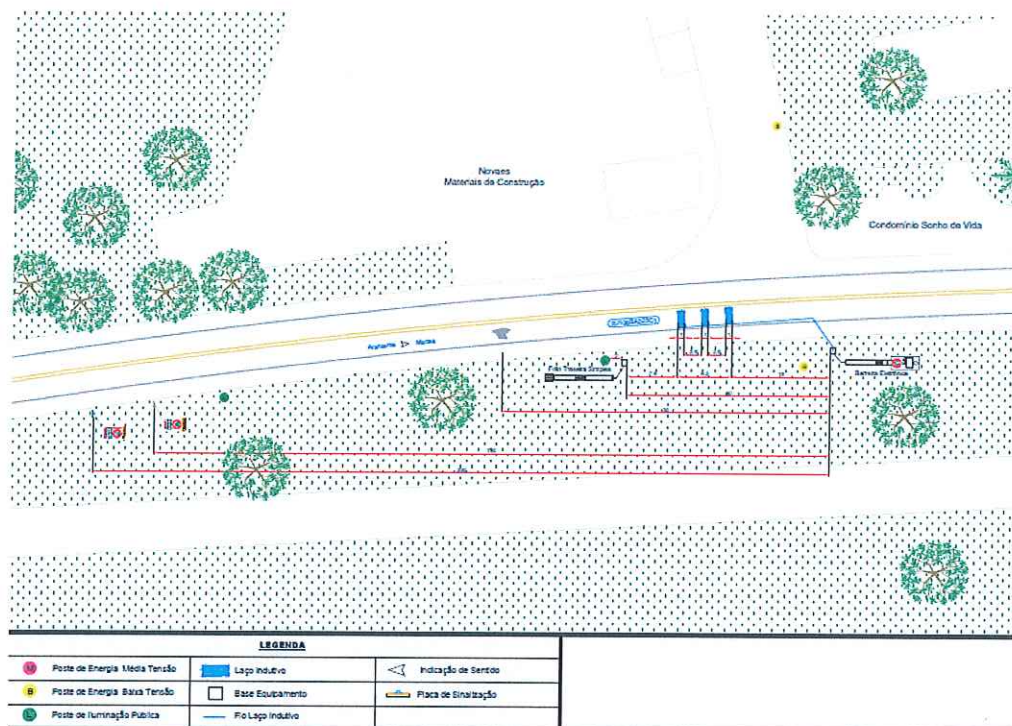 B
Novaes
Materiais de Construção
Condomínio Sonho de Vida
Araruama Maricá
Barreira Eletrônica
LEGENDA
M Poste de Energia Média Tensão
Laço Indutivo
Indicação de Sentido
B Poste de Energia Baixa Tensão
Base Equipamento
Placa de Sinalização
L Poste de Iluminação Pública
Fio Laço Indutivo